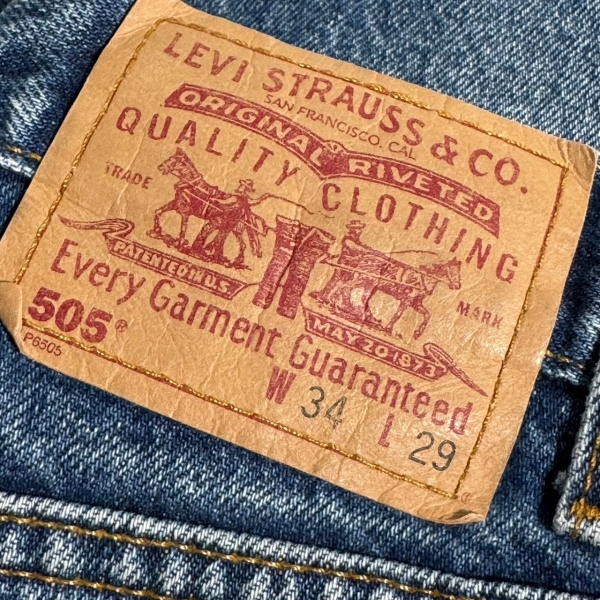 LEVI STRAUSS & CO.
SAN FRANCISCO, CAL
ORIGINAL RIVETED
QUALITY CLOTHING
TRADE MARK
PATENTED IN U.S.
MAY 20 1873
Every Garment Guaranteed
505®
P6505
W 34 L 29
®